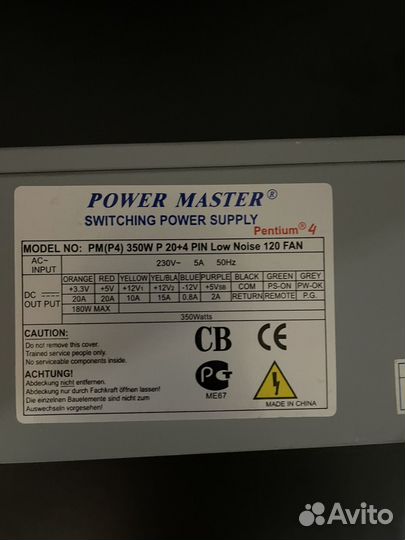 POWER MASTER®
SWITCHING POWER SUPPLY
Pentium® 4
MODEL NO: PM(P4) 350W P 20+4 PIN Low Noise 120 FAN
AC~ INPUT 230V~ 5A 50Hz
DC OUT PUT
ORANGE RED YELLOW YEL/BLA BLUE PURPLE BLACK GREEN GREY
+3.3V +5V +12V1 +12V2 -12V +5VSB COM PS-ON PW-OK
20A 20A 10A 15A 0.8A 2A RETURN REMOTE P.G.
180W MAX
350Watts
CAUTION:
Do not remove this cover.
Trained service people only.
No serviceable components inside.
ACHTUNG!
Abdeckung nicht entfernen!
Abdeckung nur durch Fachkraft öffnen lassen!
Die einzelnen Bauelemente sind nicht zum
Auswechseln vorgesehen!
CB
РСТ
ME67
MADE IN CHINA
Avito